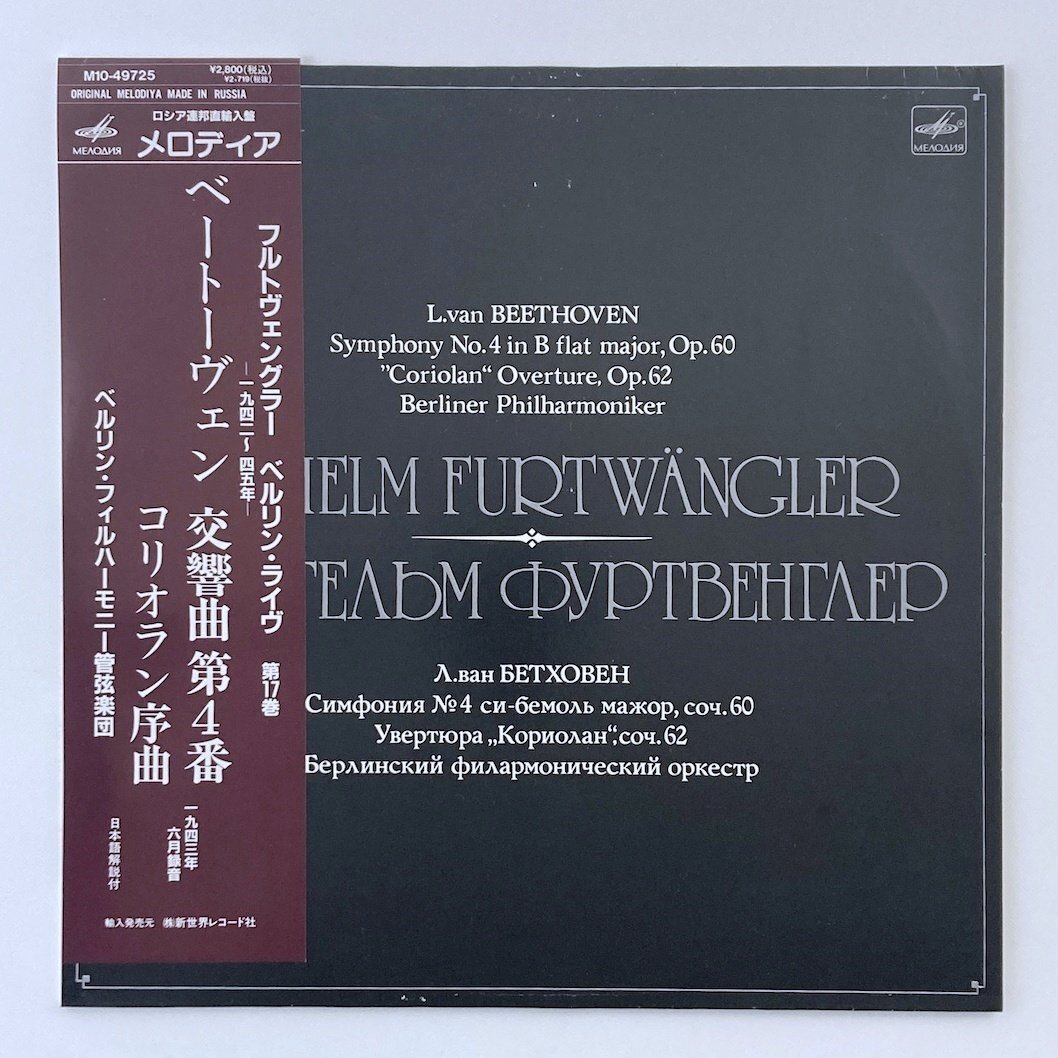 M10-49725
¥2,800(税込)
¥2,719(税抜)
ORIGINAL MELODIYA MADE IN RUSSIA
ロシア連邦直輸入盤
МЕЛОДИЯ
メロディア
フルトヴェングラー ベルリン・ライヴ 第17巻
―一九四二〜四五年―
ベートーヴェン 交響曲 第4番
コリオラン序曲
一九四三年
六月録音
ベルリン・フィルハーモニー管弦楽団
日本語解説付
輸入発売元 ㈱新世界レコード社
МЕЛОДИЯ
L.van BEETHOVEN
Symphony No.4 in B flat major, Op.60
”Coriolan“ Overture, Op.62
Berliner Philharmoniker
HELM FURTWÄNGLER
ГЕЛЬМ ФУРТВЕНГЛЕР
Л.ван БЕТХОВЕН
Симфония №4 си-бемоль мажор, соч.60
Увертюра „Кориолан“, соч.62
Берлинский филармонический оркестр